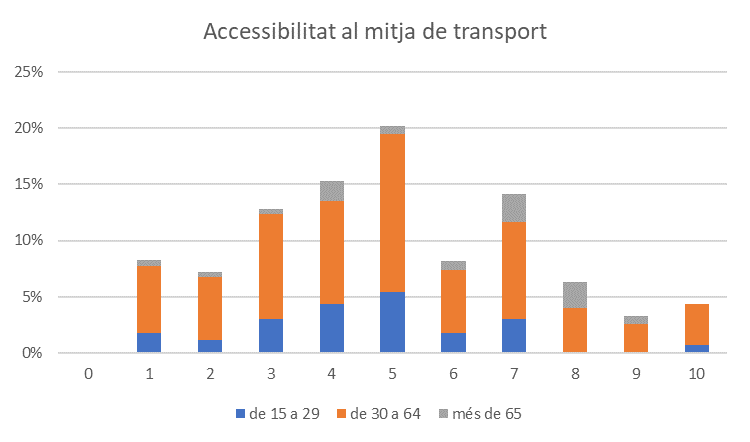 Accessibilitat al mitja de transport
25%
20%
15%
10%
5%
0%
0 1 2 3 4 5 6 7 8 9 10
de 15 a 29 de 30 a 64 més de 65